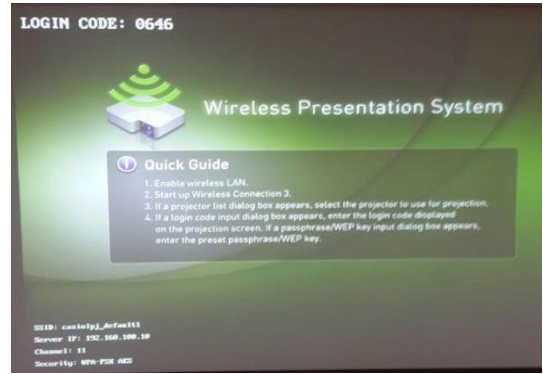 LOGIN CODE: 0646
Wireless Presentation System
Quick Guide
1. Enable wireless LAN.
2. Start up Wireless Connection 3.
3. If a projector list dialog box appears, select the projector to use for projection.
4. If a login code input dialog box appears, enter the login code displayed
on the projection screen. If a passphrase/WEP key input dialog box appears,
enter the preset passphrase/WEP key.
SSID: casiolpj_default1
Server IP: 192.168.100.10
Channel: 11
Security: WPA-PSK AES